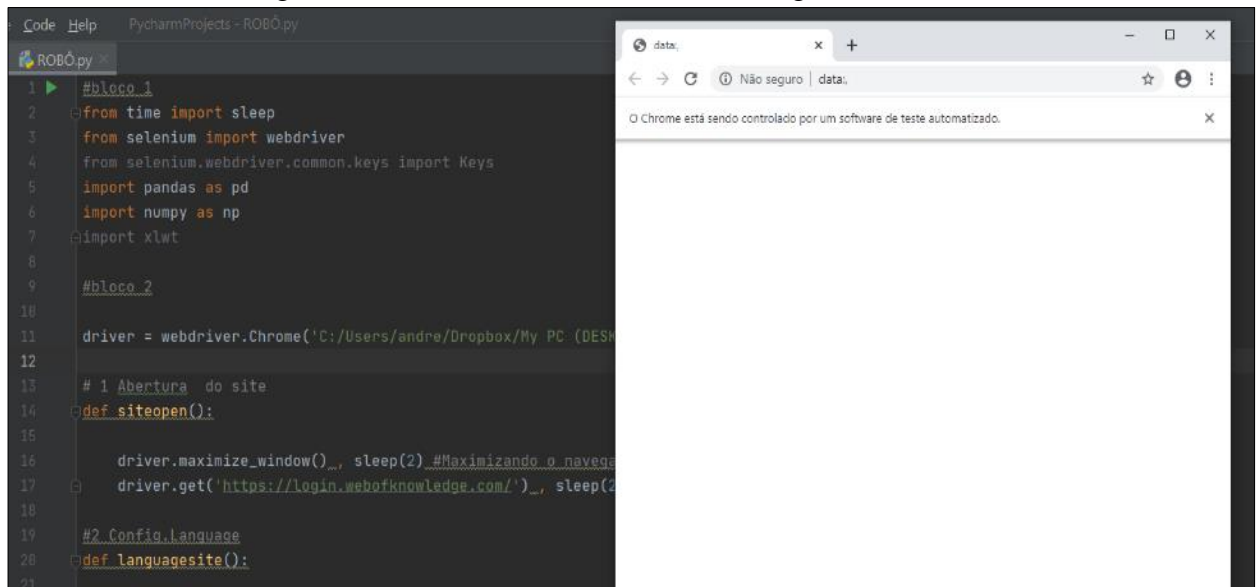 Code Help PycharmProjects - ROBÔ.py
ROBÔ.py
1 #bloco 1
2 from time import sleep
3 from selenium import webdriver
4 from selenium.webdriver.common.keys import Keys
5 import pandas as pd
6 import numpy as np
7 import xlwt
8
9 #bloco 2
10
11 driver = webdriver.Chrome('C:/Users/andre/Dropbox/My PC (DESK
12
13 # 1 Abertura do site
14 def siteopen():
15
16 driver.maximize_window() , sleep(2) #Maximizando o navega
17 driver.get('https://login.webofknowledge.com/') , sleep(2
18
19 #2 Config.Language
20 def languagesite():
21
data:,
Não seguro | data:,
O Chrome está sendo controlado por um software de teste automatizado.